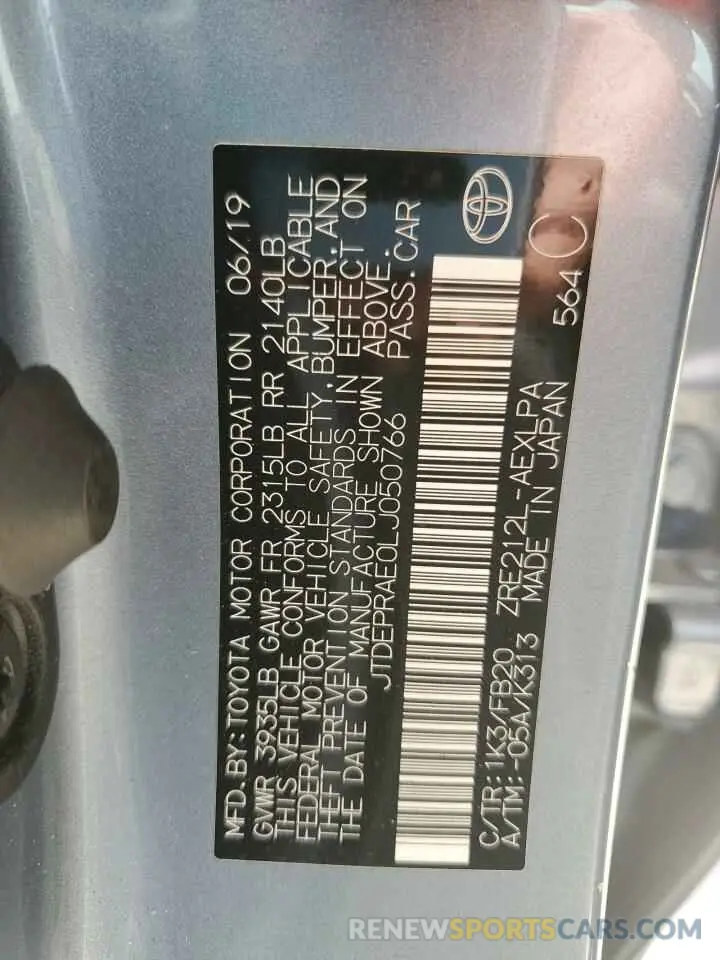 MFD.BY:TOYOTA MOTOR CORPORATION 06/19
GVWR 3935LB GAWR FR 2315LB RR 2140LB
THIS VEHICLE CONFORMS TO ALL APPLICABLE
FEDERAL MOTOR VEHICLE SAFETY,BUMPER,AND
THEFT PREVENTION STANDARDS IN EFFECT ON
THE DATE OF MANUFACTURE SHOWN ABOVE.
JTDEPRAE0LJ050766 PASS.CAR
C/TR:1K3/FB20 ZRE212L-AEXLPA
A/TM:-05A/K313 MADE IN JAPAN 564 C
RENEWSPORTSCARS.COM